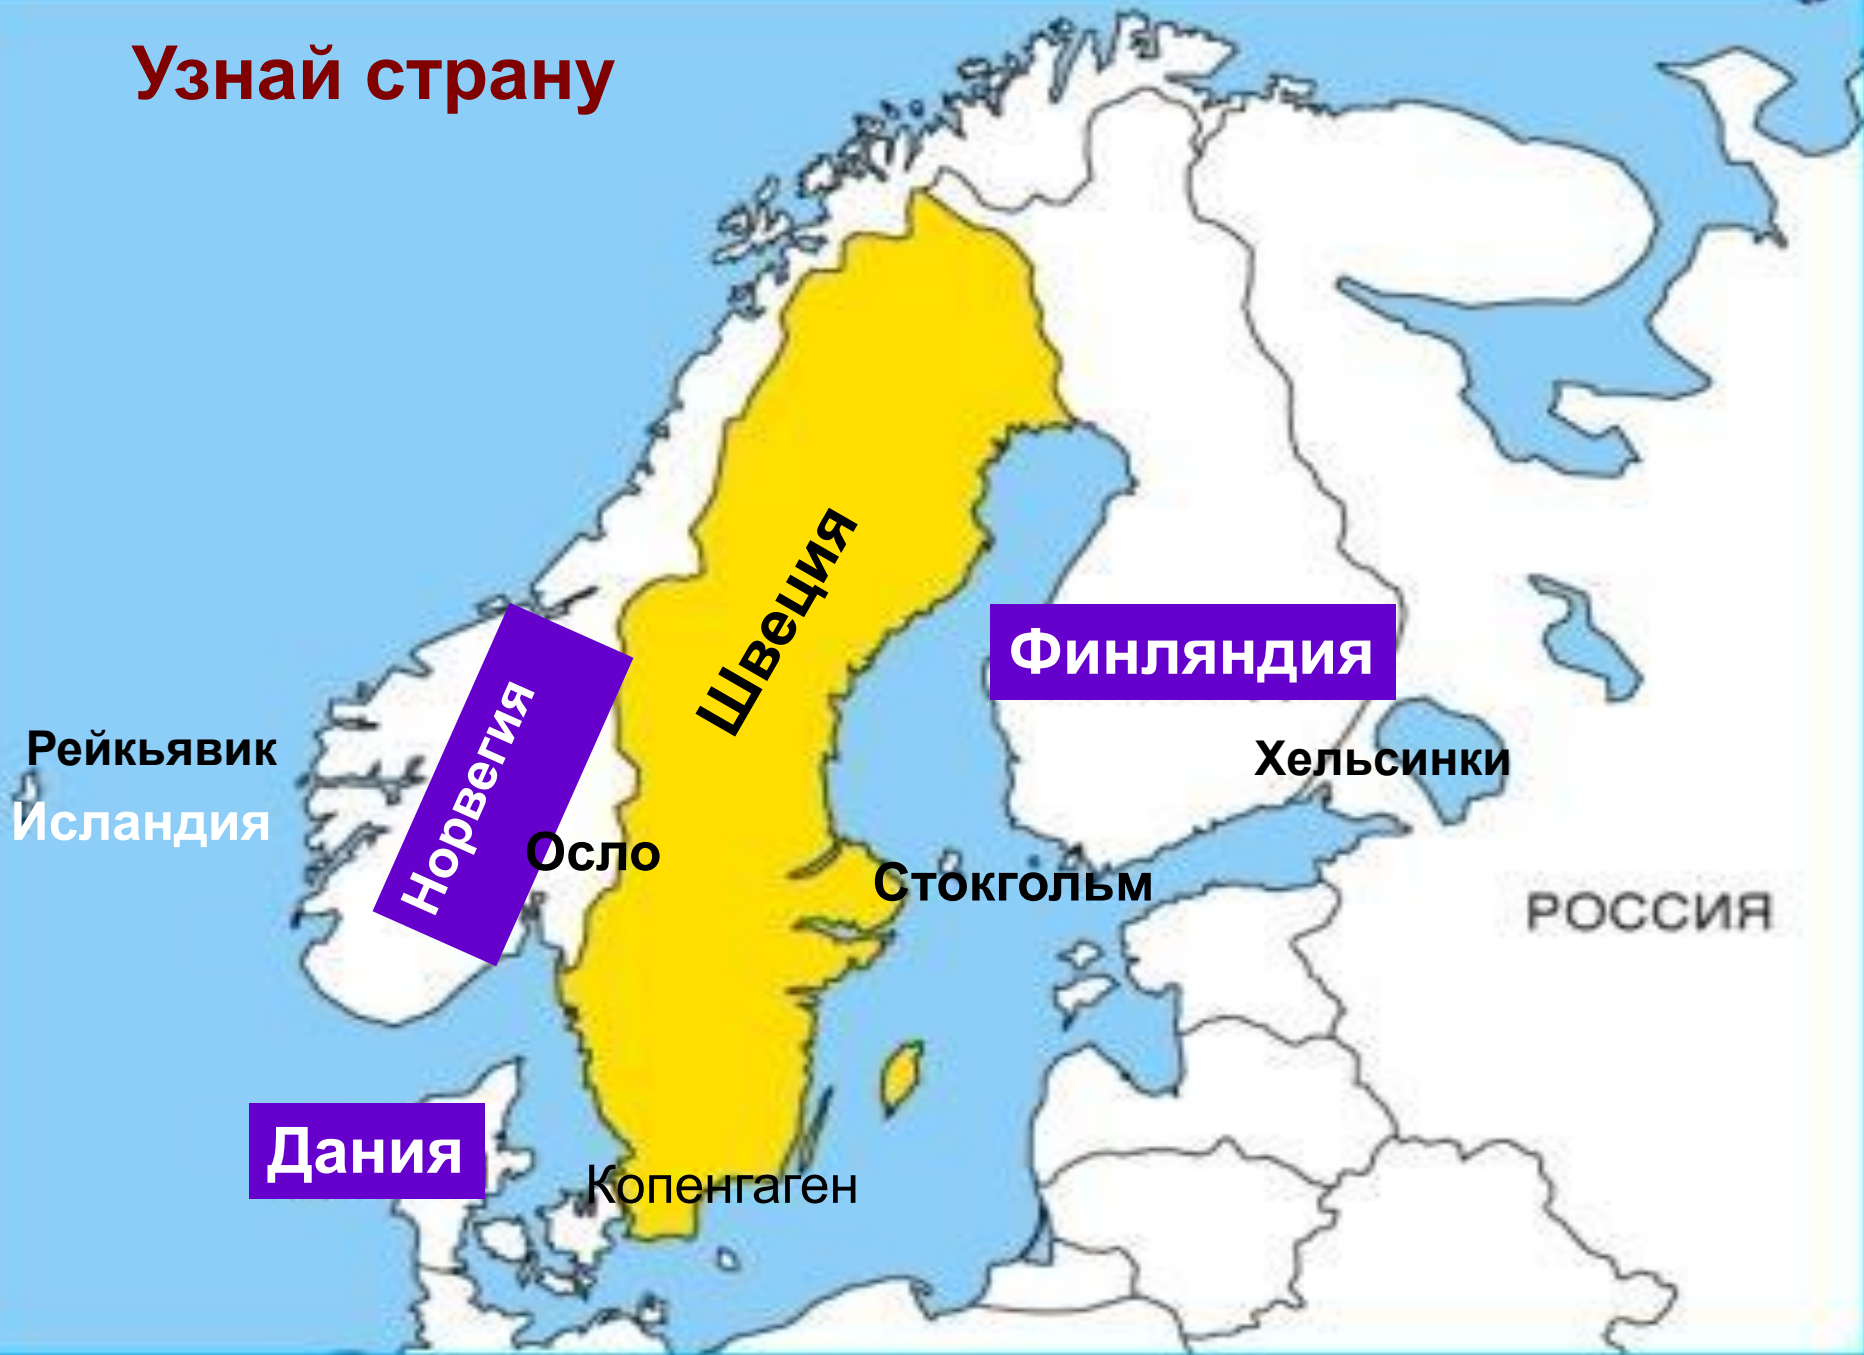 Узнай страну
Швеция
Финляндия
Норвегия
Рейкьявик
Исландия
Хельсинки
Осло
Стокгольм
РОССИЯ
Дания
Копенгаген